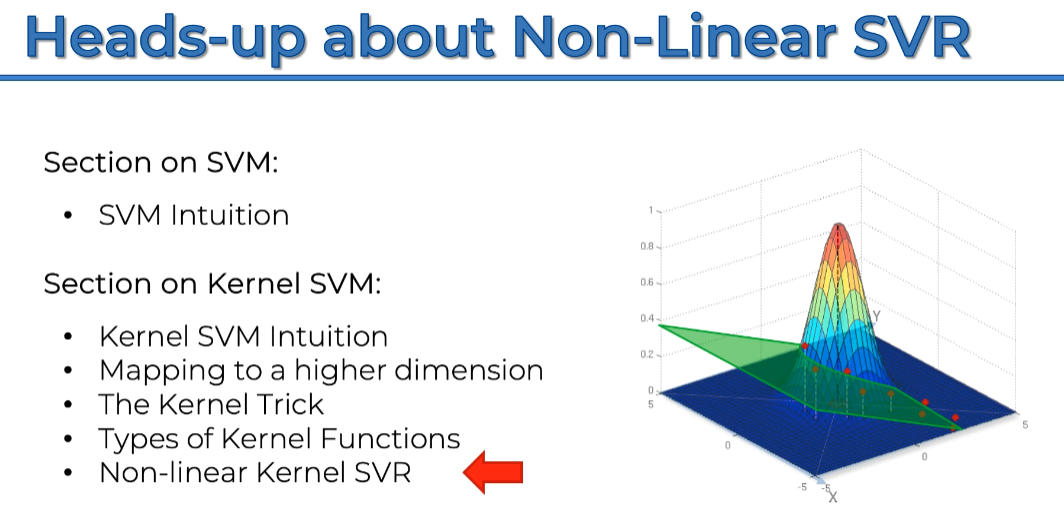 Heads-up about Non-Linear SVR
Section on SVM:
• SVM Intuition
Section on Kernel SVM:
• Kernel SVM Intuition
• Mapping to a higher dimension
• The Kernel Trick
• Types of Kernel Functions
• Non-linear Kernel SVR
1
0.8
0.6
0.4
0.2
0
5
0
-5
-5
0
5
X
Y